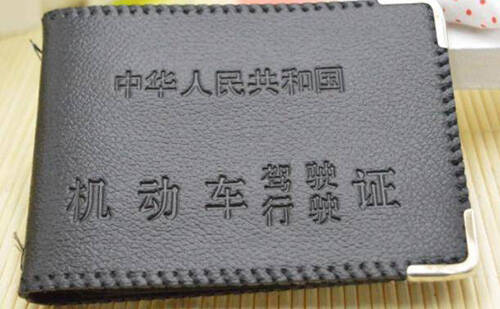 中华人民共和国
机动车驾驶证
行驶